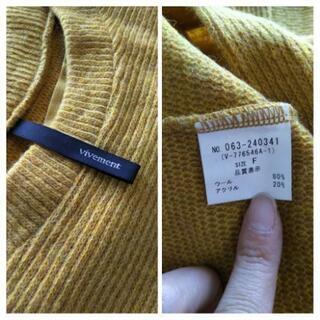 vivement
NO. 063-240341
(V-776546A-1)
SIZE F
品質表示
ウール 80%
アクリル 20%